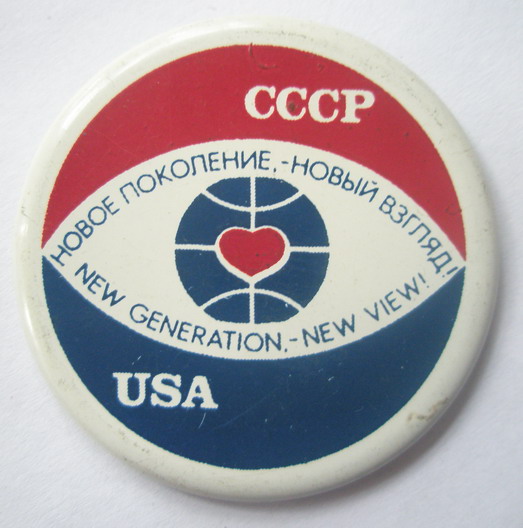 СССР
НОВОЕ ПОКОЛЕНИЕ,-НОВЫЙ ВЗГЛЯД!
NEW GENERATION,-NEW VIEW!
USA